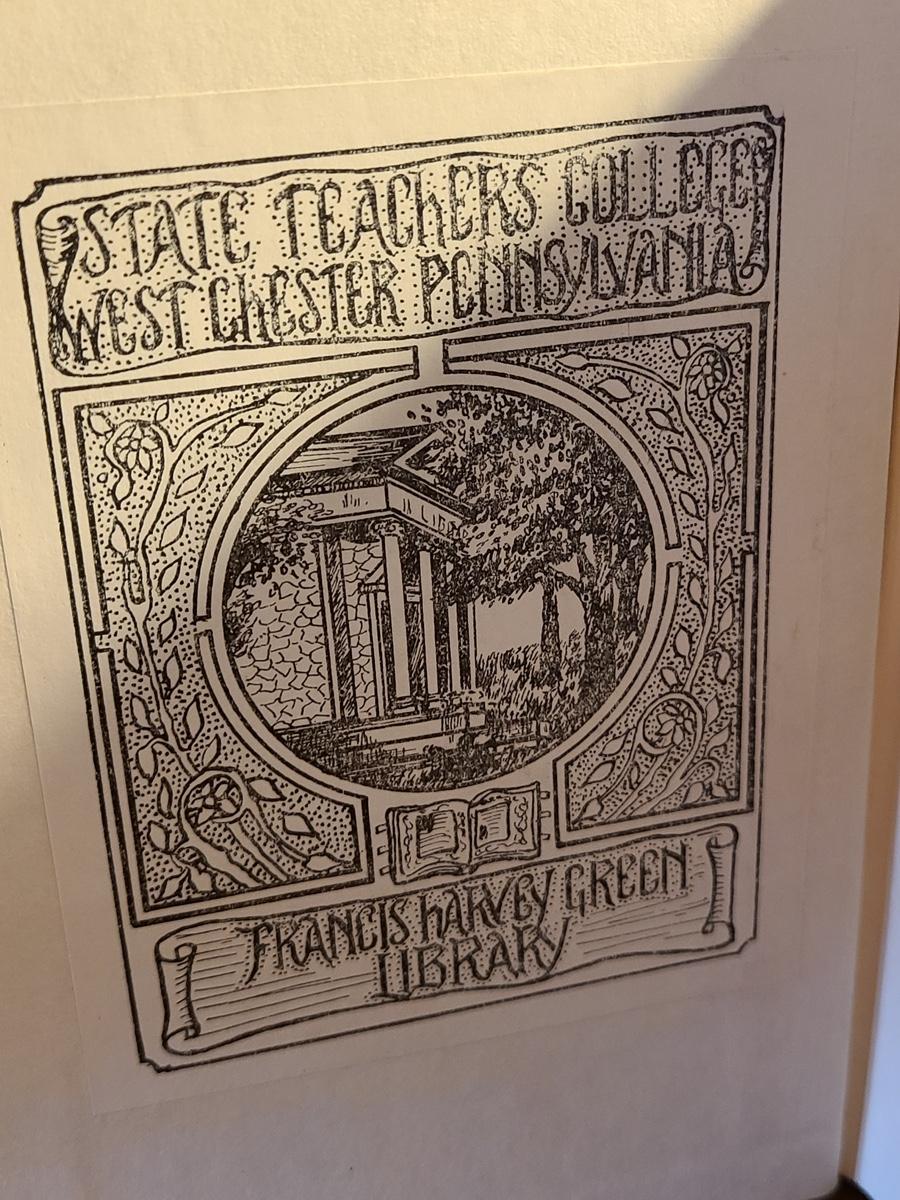 STATE TEACHERS COLLEGE
WEST CHESTER PENNSYLVANIA
FRANCIS HARVEY GREEN
LIBRARY